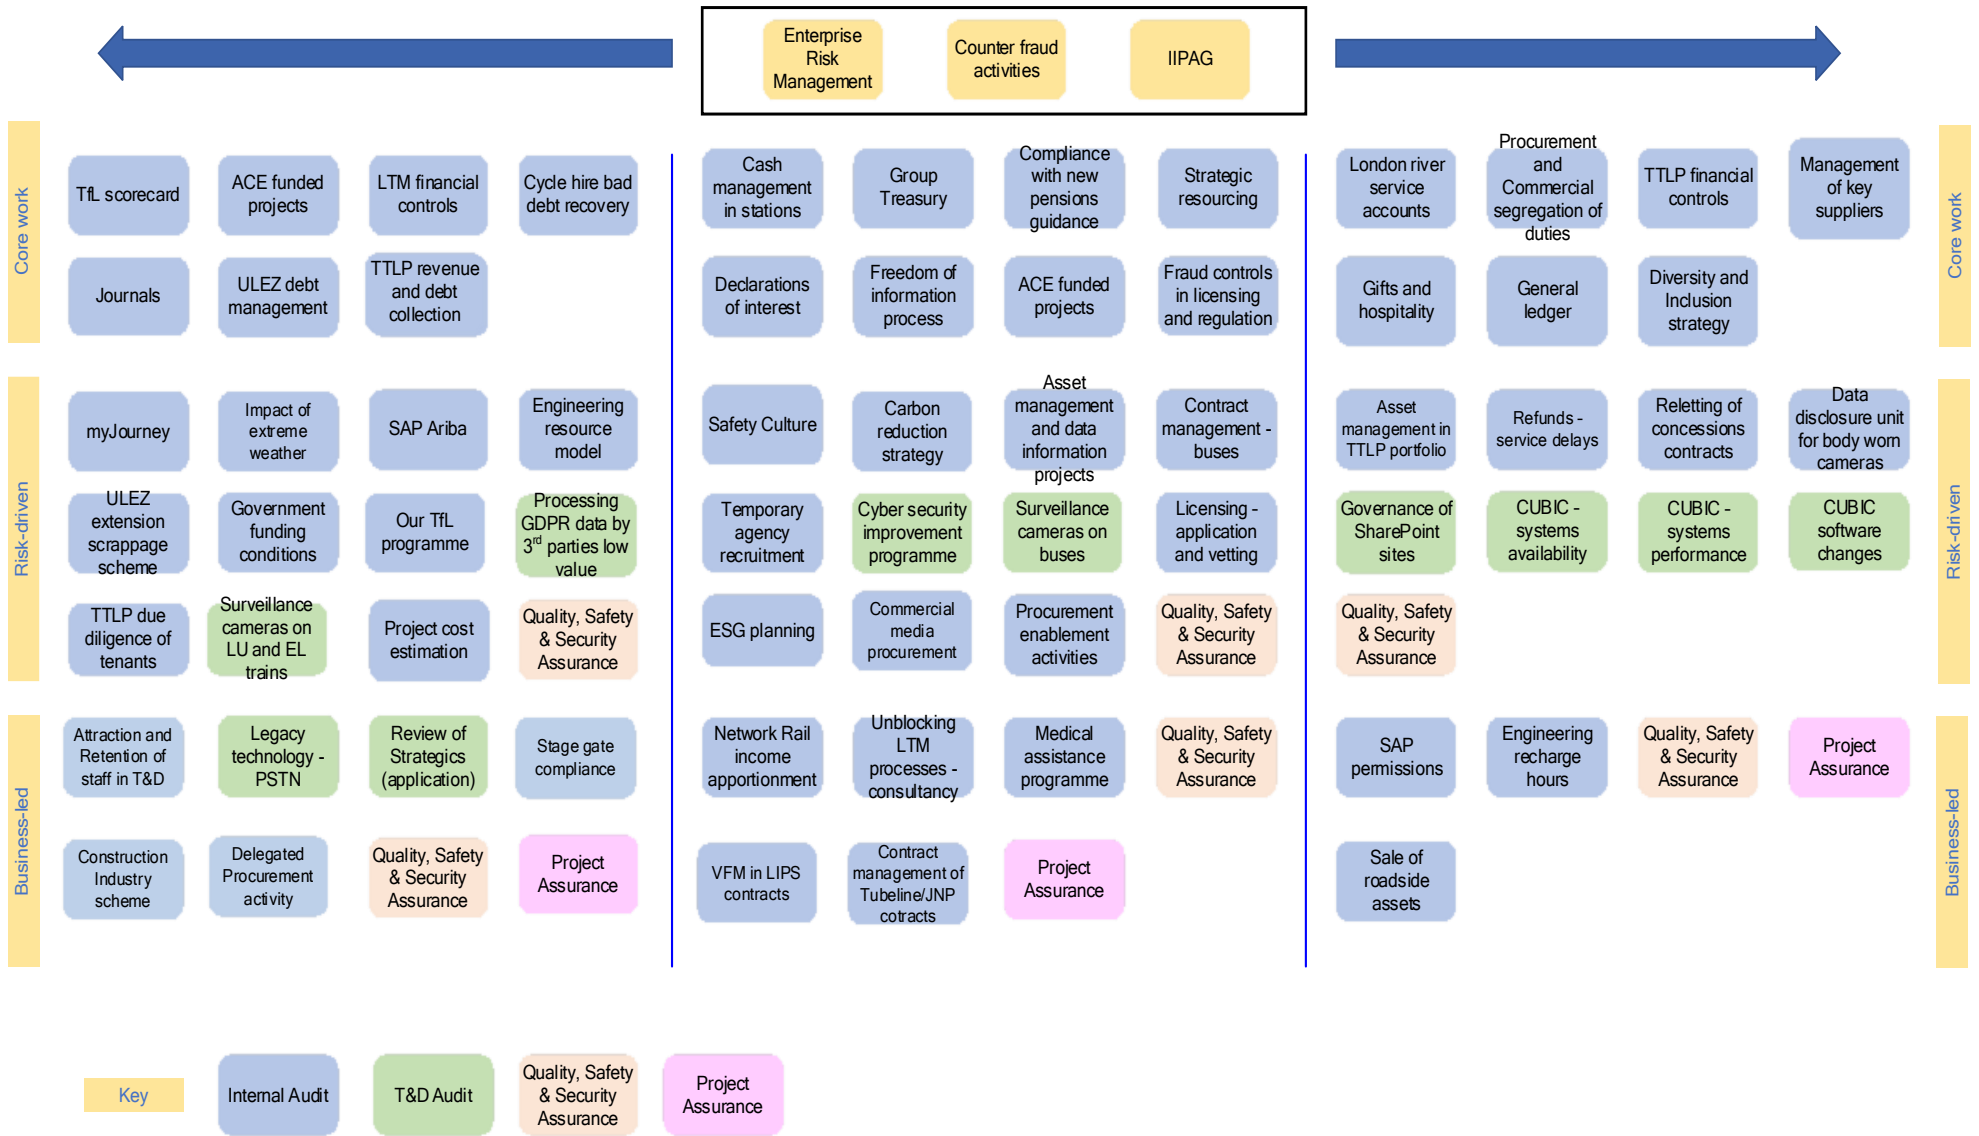 Enterprise
Risk
Management
Counter fraud
activities
IIPAG
Core work
TfL scorecard
ACE funded
projects
LTM financial
controls
Cycle hire bad
debt recovery
Cash
management
in stations
Group
Treasury
Compliance
with new
pensions
guidance
Strategic
resourcing
London river
service
accounts
Procurement
and
Commercial
segregation of
duties
TTLP financial
controls
Management
of key
suppliers
Core work
Journals
ULEZ debt
management
TTLP revenue
and debt
collection
Declarations
of interest
Freedom of
information
process
ACE funded
projects
Fraud controls
in licensing
and regulation
Gifts and
hospitality
General
ledger
Diversity and
Inclusion
strategy
Risk-driven
myJourney
Impact of
extreme
weather
SAP Ariba
Engineering
resource
model
Safety Culture
Carbon
reduction
strategy
Asset
management
and data
information
projects
Contract
management -
buses
Asset
management in
TTLP portfolio
Refunds -
service delays
Reletting of
concessions
contracts
Data
disclosure unit
for body worn
cameras
Risk-driven
ULEZ
extension
scrappage
scheme
Government
funding
conditions
Our TfL
programme
Processing
GDPR data by
3rd parties low
value
Temporary
agency
recruitment
Cyber security
improvement
programme
Surveillance
cameras on
buses
Licensing -
application
and vetting
Governance of
SharePoint
sites
CUBIC -
systems
availability
CUBIC -
systems
performance
CUBIC
software
changes
TTLP due
diligence of
tenants
Surveillance
cameras on
LU and EL
trains
Project cost
estimation
Quality, Safety
& Security
Assurance
ESG planning
Commercial
media
procurement
Procurement
enablement
activities
Quality, Safety
& Security
Assurance
Quality, Safety
& Security
Assurance
Business-led
Attraction and
Retention of
staff in T&D
Legacy
technology -
PSTN
Review of
Strategics
(application)
Stage gate
compliance
Network Rail
income
apportionment
Unblocking
LTM
processes -
consultancy
Medical
assistance
programme
Quality, Safety
& Security
Assurance
SAP
permissions
Engineering
recharge
hours
Quality, Safety
& Security
Assurance
Project
Assurance
Business-led
Construction
Industry
scheme
Delegated
Procurement
activity
Quality, Safety
& Security
Assurance
Project
Assurance
VFM in LIPS
contracts
Contract
management of
Tubeline/JNP
cotracts
Project
Assurance
Sale of
roadside
assets
Key
Internal Audit
T&D Audit
Quality, Safety
& Security
Assurance
Project
Assurance